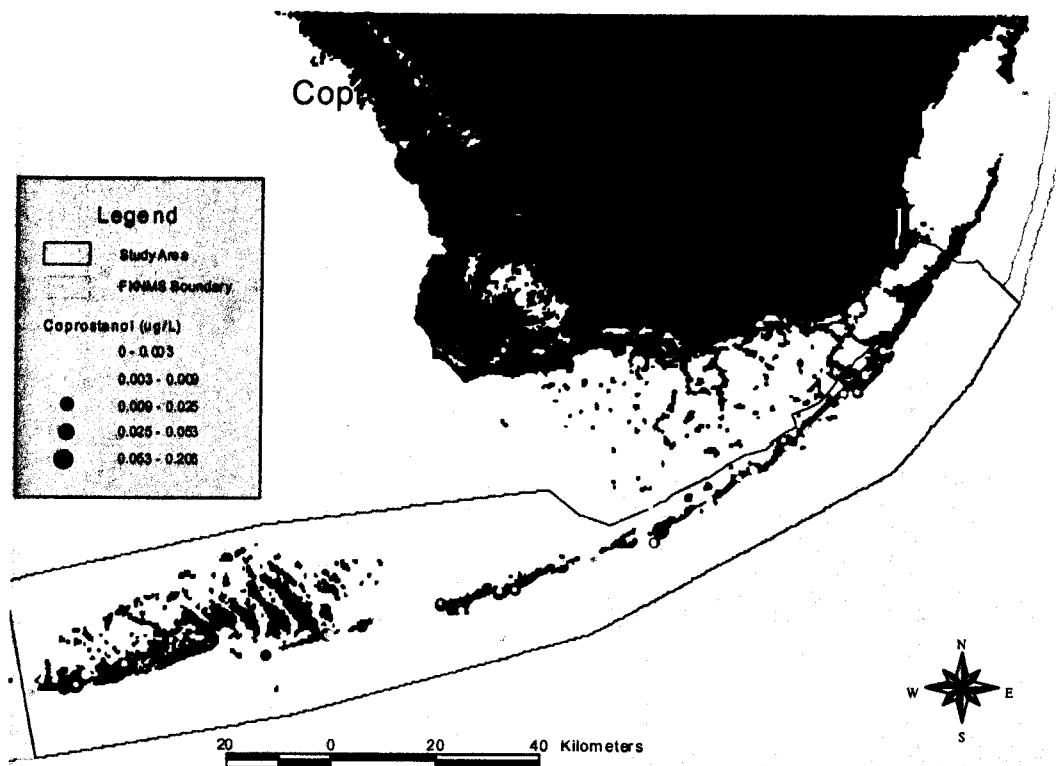 Legend
Study Area
FKNMS Boundary
Coprostanol (ug/L)
0 - 0.003
0.003 - 0.009
0.009 - 0.025
0.025 - 0.053
0.053 - 0.205
N
W E
S
20 0 20 40 Kilometers